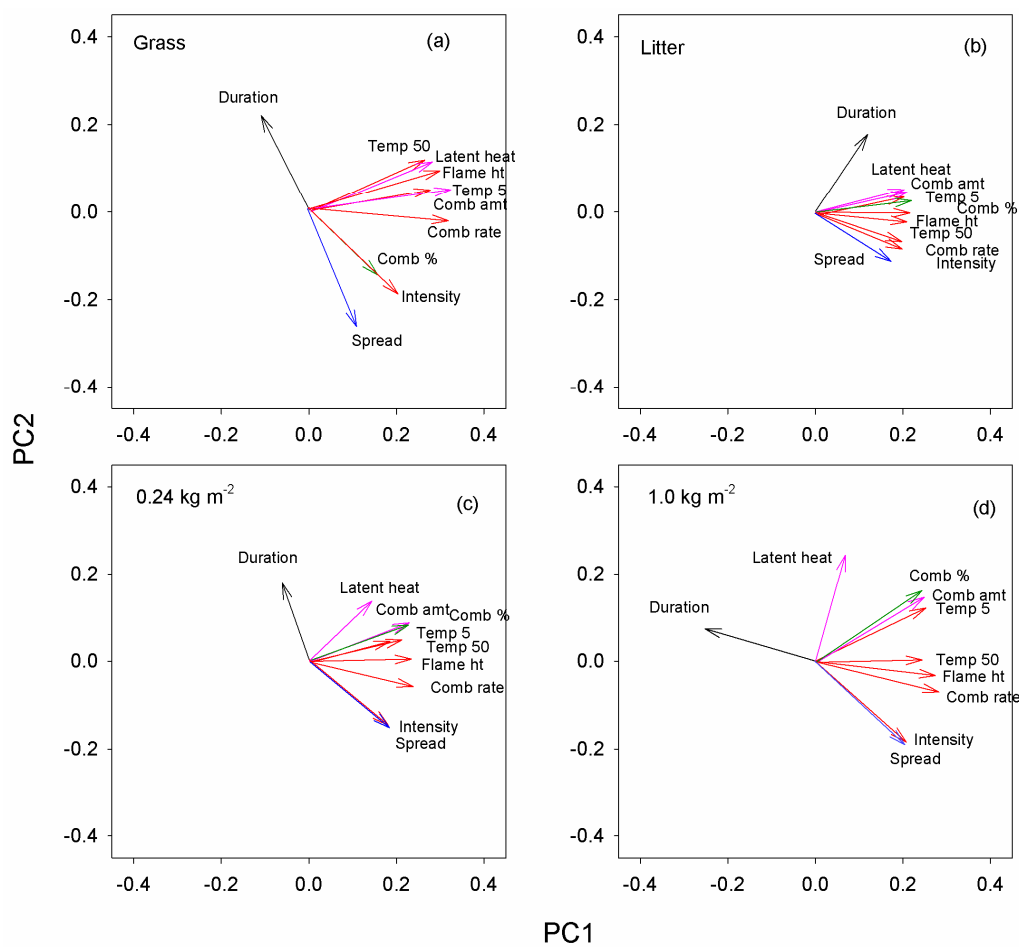 Grass
(a)
0.4
0.2
0.0
-0.2
-0.4
Duration
Temp 50
Latent heat
Flame ht
Temp 5
Comb amt
Comb rate
Comb %
Intensity
Spread
-0.4 -0.2 0.0 0.2 0.4
Litter
(b)
0.4
0.2
0.0
-0.2
-0.4
Duration
Latent heat
Comb amt
Temp 5
Comb %
Flame ht
Temp 50
Comb rate
Spread
Intensity
-0.4 -0.2 0.0 0.2 0.4
PC2
0.24 kg m-2
(c)
0.4
0.2
0.0
-0.2
-0.4
Duration
Latent heat
Comb amt
Comb %
Temp 5
Temp 50
Flame ht
Comb rate
Intensity
Spread
-0.4 -0.2 0.0 0.2 0.4
1.0 kg m-2
(d)
0.4
0.2
0.0
-0.2
-0.4
Latent heat
Comb %
Comb amt
Temp 5
Duration
Temp 50
Flame ht
Comb rate
Intensity
Spread
-0.4 -0.2 0.0 0.2 0.4
PC1